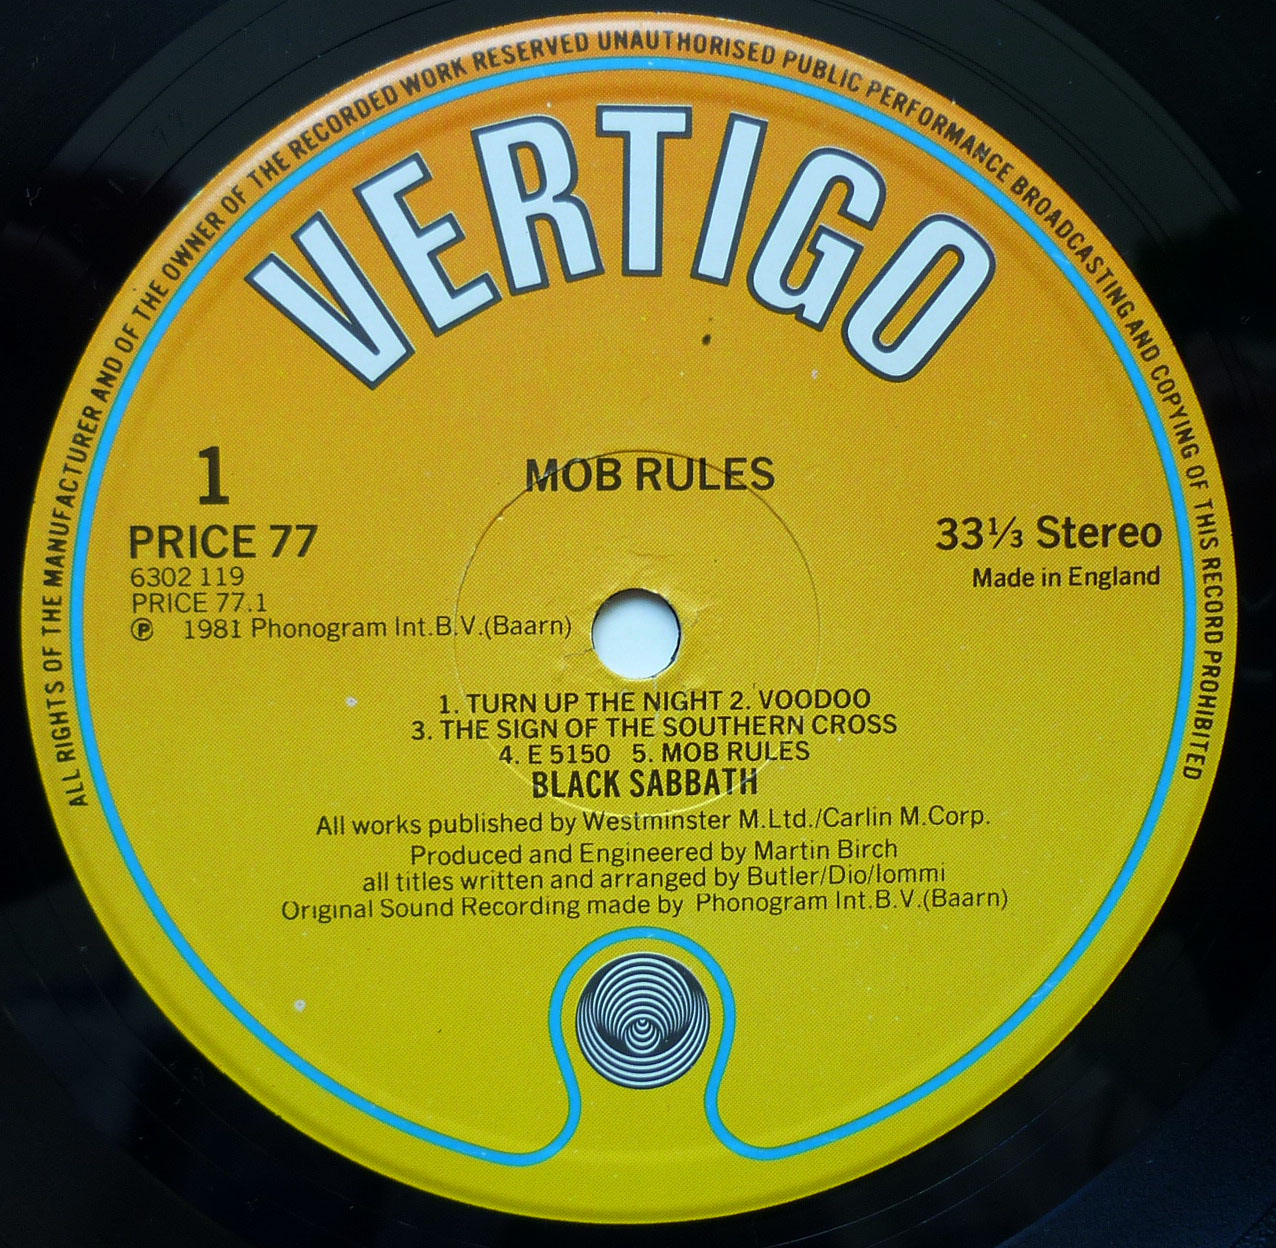 ALL RIGHTS OF THE MANUFACTURER AND OF THE OWNER OF THE RECORDED WORK RESERVED UNAUTHORISED PUBLIC PERFORMANCE BROADCASTING AND COPYING OF THIS RECORD PROHIBITED
VERTIGO
MOB RULES
1
PRICE 77
6302 119
PRICE 77.1
℗ 1981 Phonogram Int.B.V.(Baarn)
33⅓ Stereo
Made in England
1. TURN UP THE NIGHT 2. VOODOO
3. THE SIGN OF THE SOUTHERN CROSS
4. E 5150 5. MOB RULES
BLACK SABBATH
All works published by Westminster M.Ltd./Carlin M.Corp.
Produced and Engineered by Martin Birch
all titles written and arranged by Butler/Dio/Iommi
Original Sound Recording made by Phonogram Int.B.V.(Baarn)